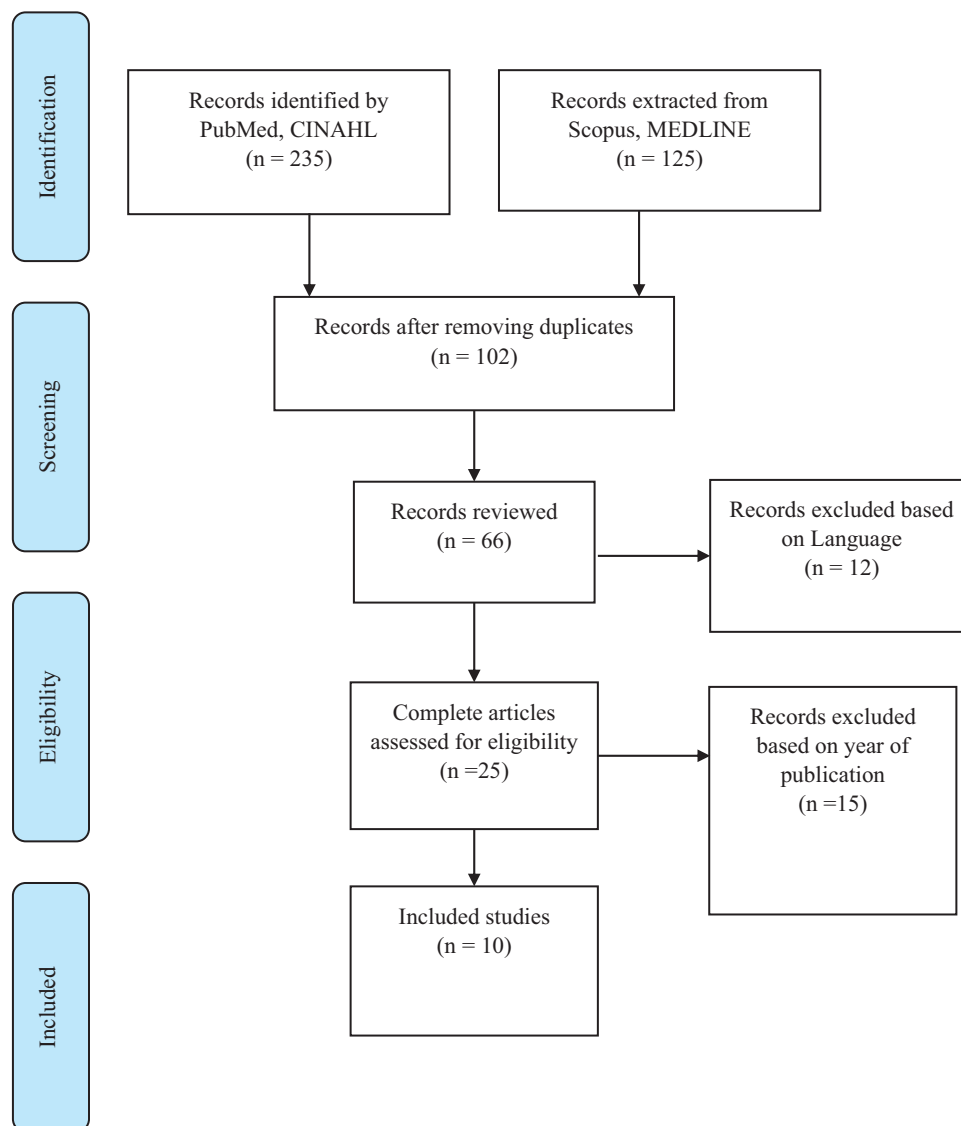 Identification
Records identified by
PubMed, CINAHL
(n = 235)
Records extracted from
Scopus, MEDLINE
(n = 125)
Records after removing duplicates
(n = 102)
Screening
Records reviewed
(n = 66)
Records excluded based
on Language
(n = 12)
Eligibility
Complete articles
assessed for eligibility
(n =25)
Records excluded
based on year of
publication
(n =15)
Included
Included studies
(n = 10)